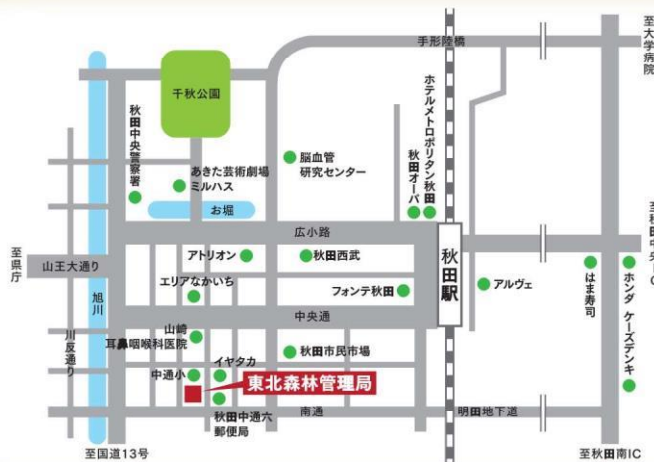 手形陸橋
至大学病院
千秋公園
秋田中央警察署
あきた芸術劇場
ミルハス
脳血管
研究センター
秋田オーパ
ホテルメトロポリタン秋田
お堀
広小路
至秋田中央IC
至県庁
山王大通り
アトリオン
秋田西武
秋田駅
エリアなかいち
フォンテ秋田
アルヴェ
はま寿司
ホンダ
ケーズデンキ
旭川
中央通
川反通り
山崎
耳鼻咽喉科医院
秋田市民市場
中通小
イヤタカ
東北森林管理局
秋田中通六
郵便局
南通
明田地下道
至国道13号
至秋田南IC